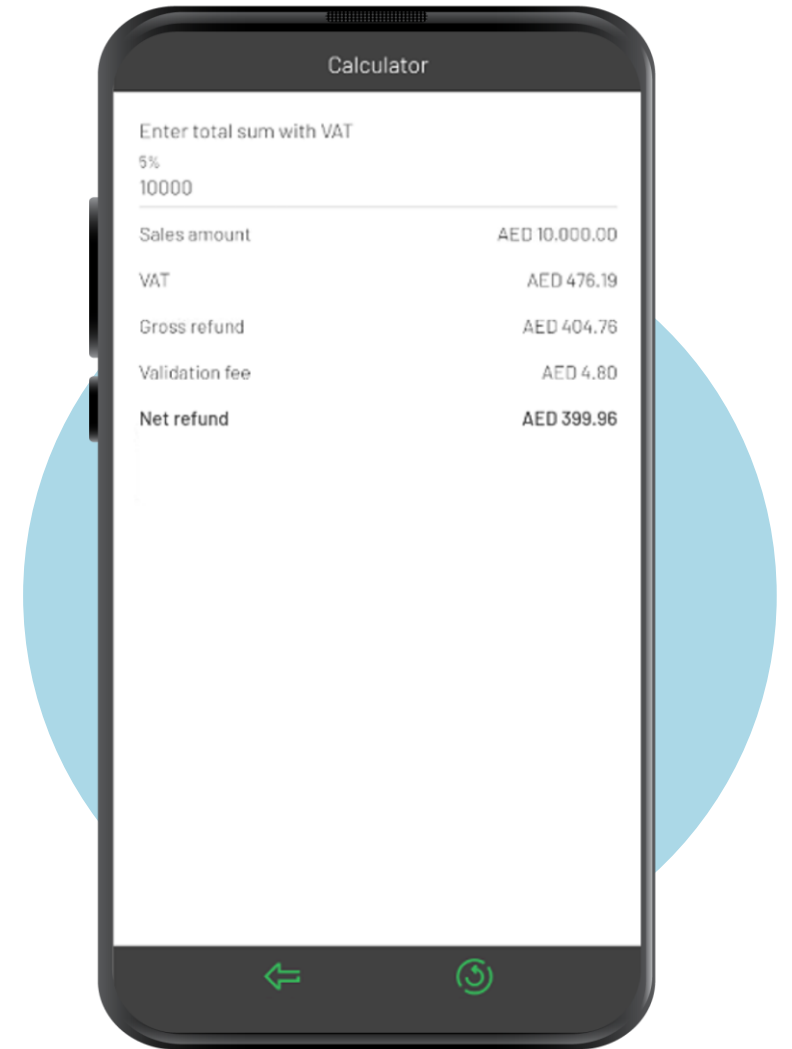 Calculator
Enter total sum with VAT
5%
10000
Sales amount AED 10.000.00
VAT AED 476.19
Gross refund AED 404.76
Validation fee AED 4.80
Net refund AED 399.96